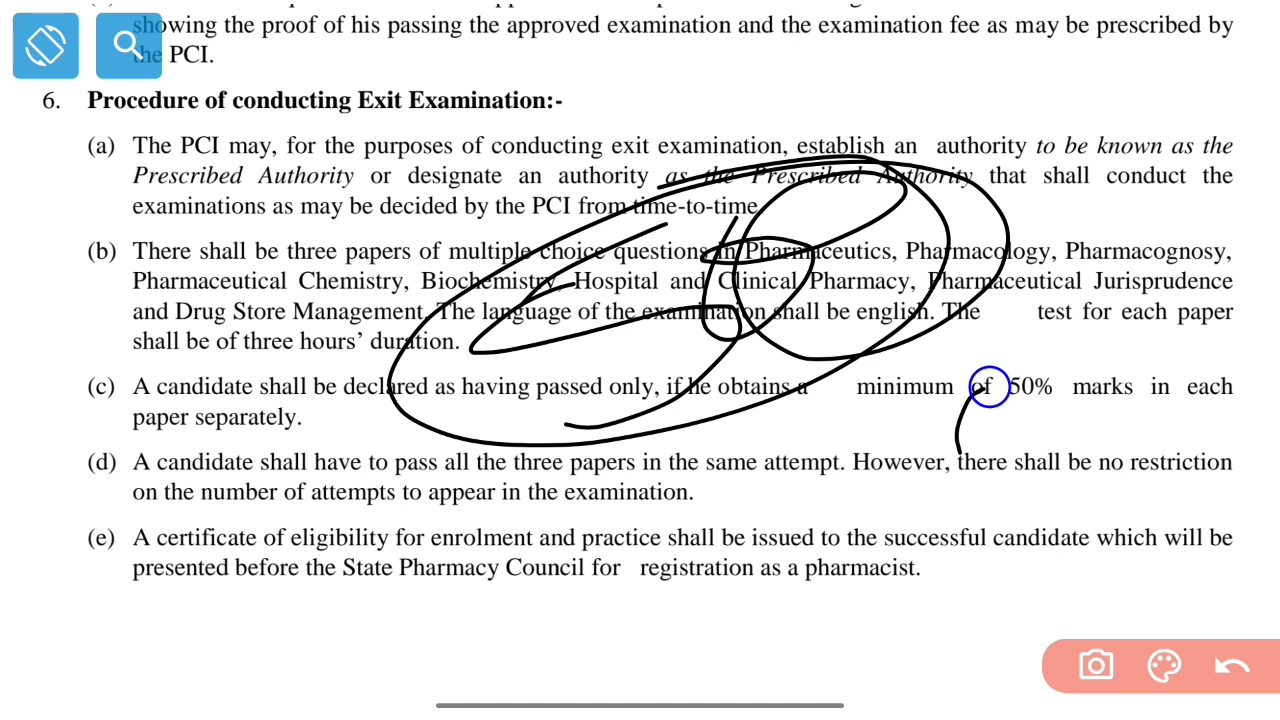 showing the proof of his passing the approved examination and the examination fee as may be prescribed by
the PCI.
6. Procedure of conducting Exit Examination:-
(a) The PCI may, for the purposes of conducting exit examination, establish an authority to be known as the
Prescribed Authority or designate an authority as the Prescribed Authority that shall conduct the
examinations as may be decided by the PCI from time-to-time.
(b) There shall be three papers of multiple choice questions in Pharmaceutics, Pharmacology, Pharmacognosy,
Pharmaceutical Chemistry, Biochemistry, Hospital and Clinical Pharmacy, Pharmaceutical Jurisprudence
and Drug Store Management. The language of the examination shall be english. The test for each paper
shall be of three hours’ duration.
(c) A candidate shall be declared as having passed only, if he obtains a minimum of 50% marks in each
paper separately.
(d) A candidate shall have to pass all the three papers in the same attempt. However, there shall be no restriction
on the number of attempts to appear in the examination.
(e) A certificate of eligibility for enrolment and practice shall be issued to the successful candidate which will be
presented before the State Pharmacy Council for registration as a pharmacist.